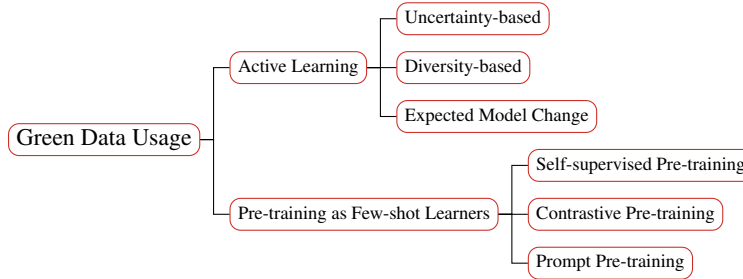 Uncertainty-based
Active Learning
Diversity-based
Expected Model Change
Green Data Usage
Self-supervised Pre-training
Pre-training as Few-shot Learners
Contrastive Pre-training
Prompt Pre-training